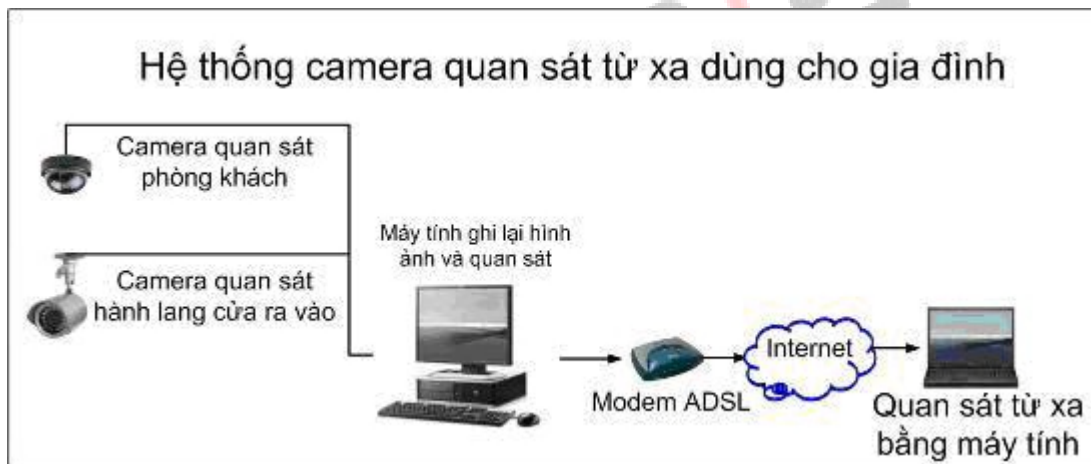 Hệ thống camera quan sát từ xa dùng cho gia đình
Camera quan sát
phòng khách
Máy tính ghi lại hình
ảnh và quan sát
Camera quan sát
hành lang cửa ra vào
Internet
Modem ADSL
Quan sát từ xa
bằng máy tính